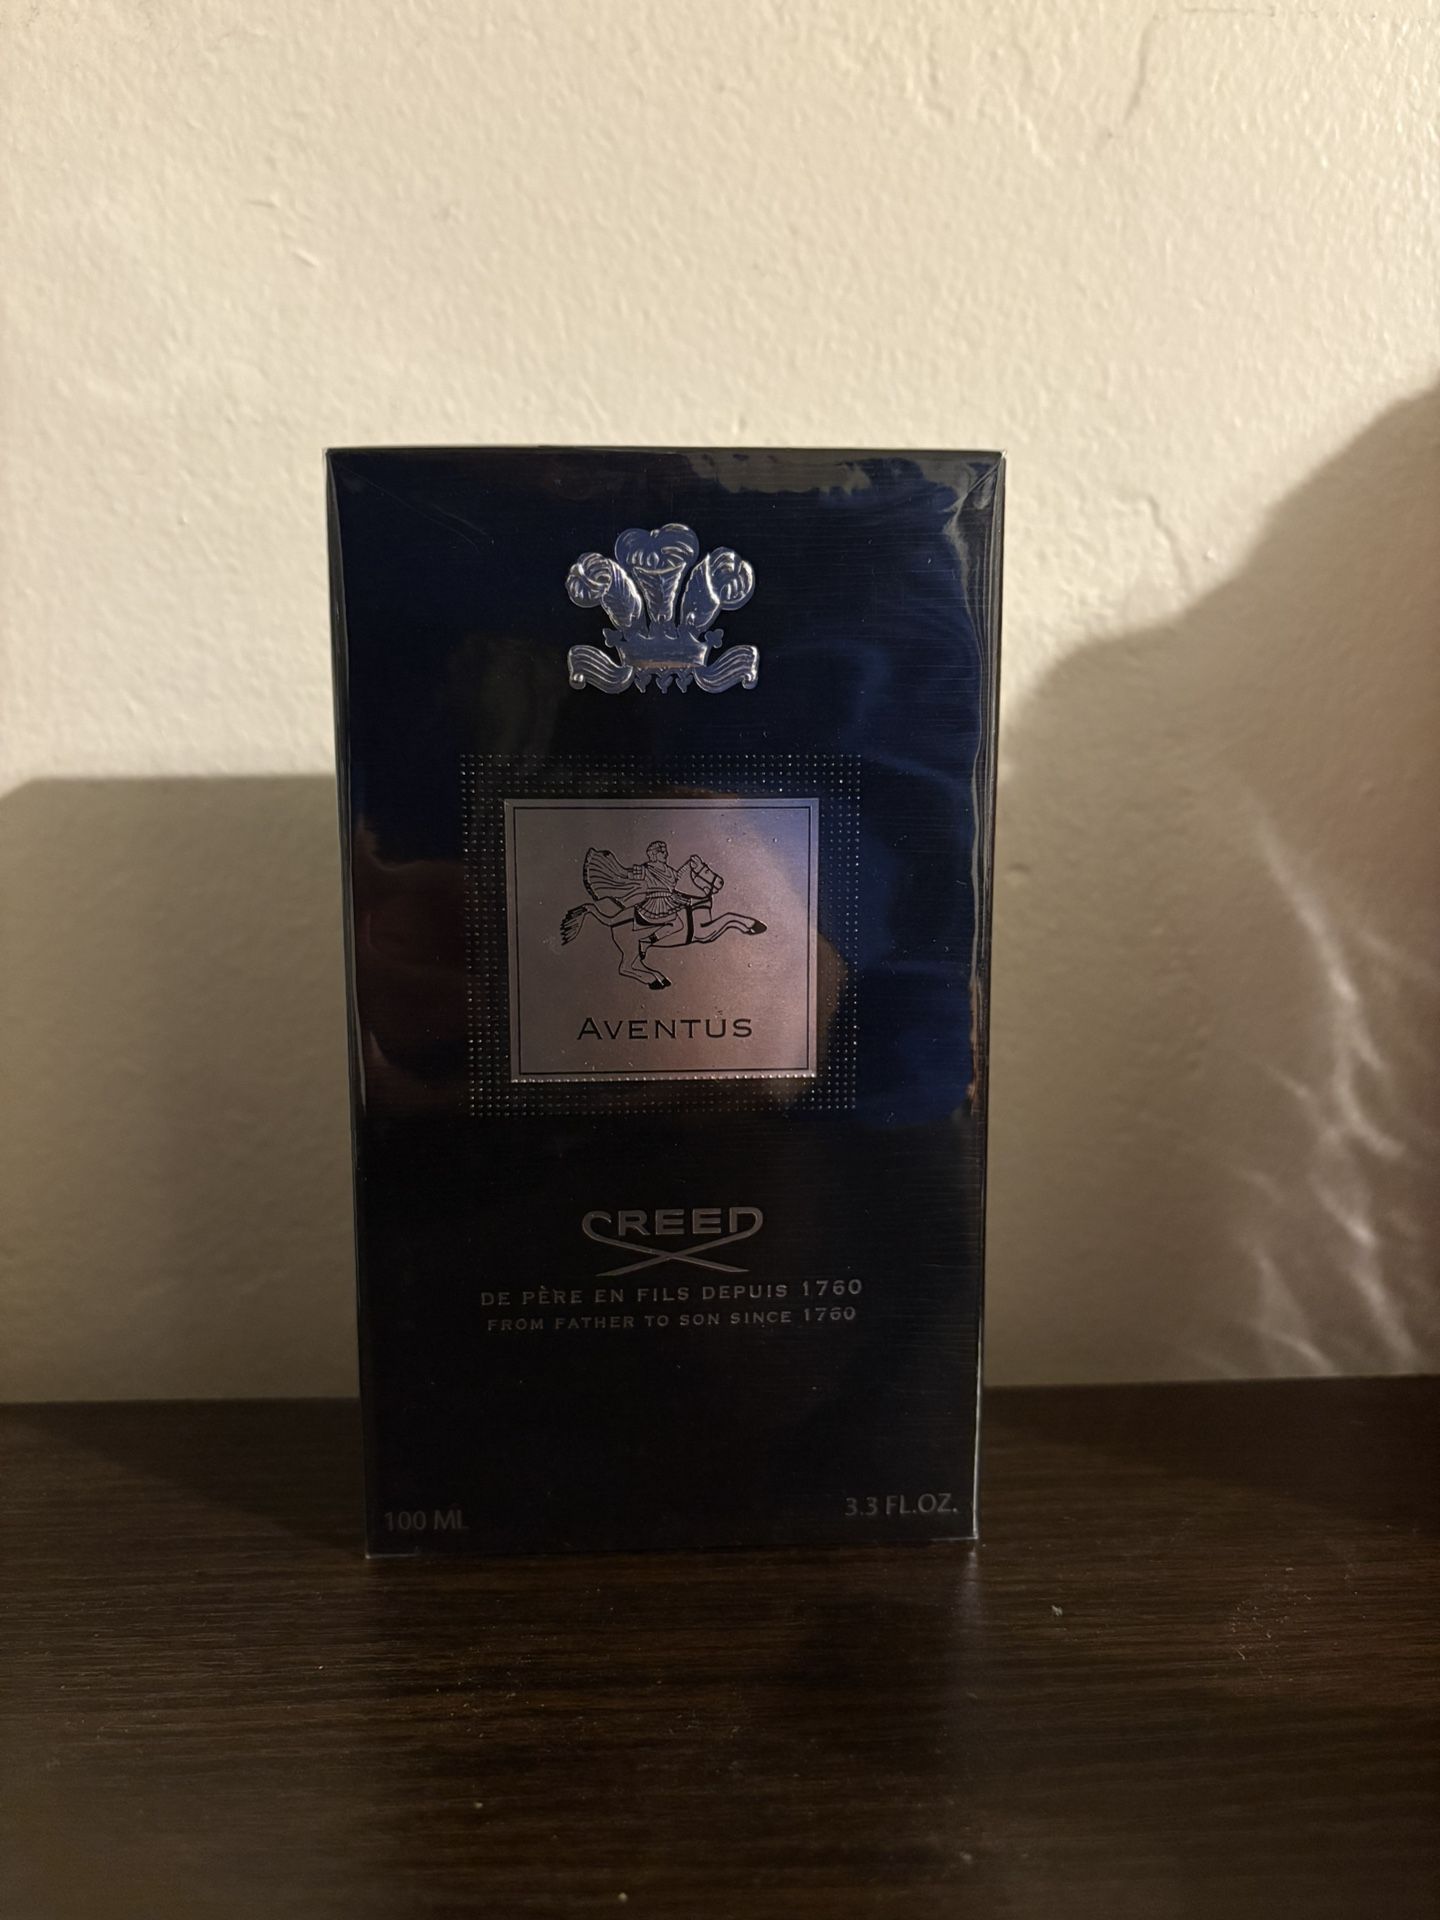 AVENTUS
CREED
DE PÈRE EN FILS DEPUIS 1760
FROM FATHER TO SON SINCE 1760
100 ML
3.3 FL.OZ.